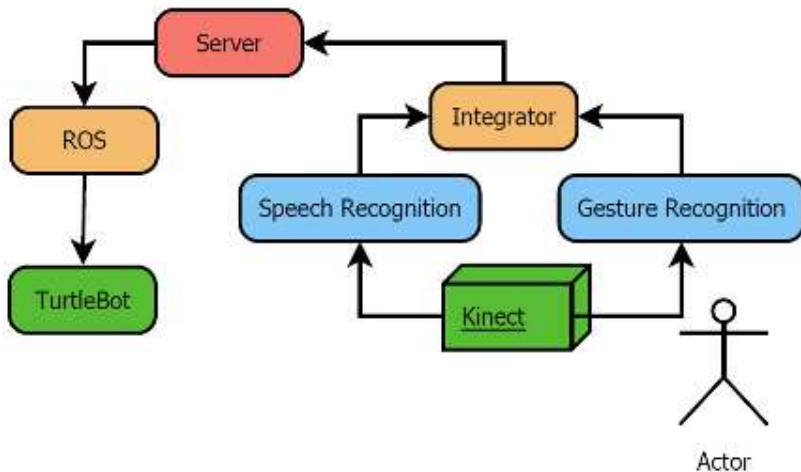 Server
ROS
Integrator
Speech Recognition
Gesture Recognition
TurtleBot
Kinect
Actor